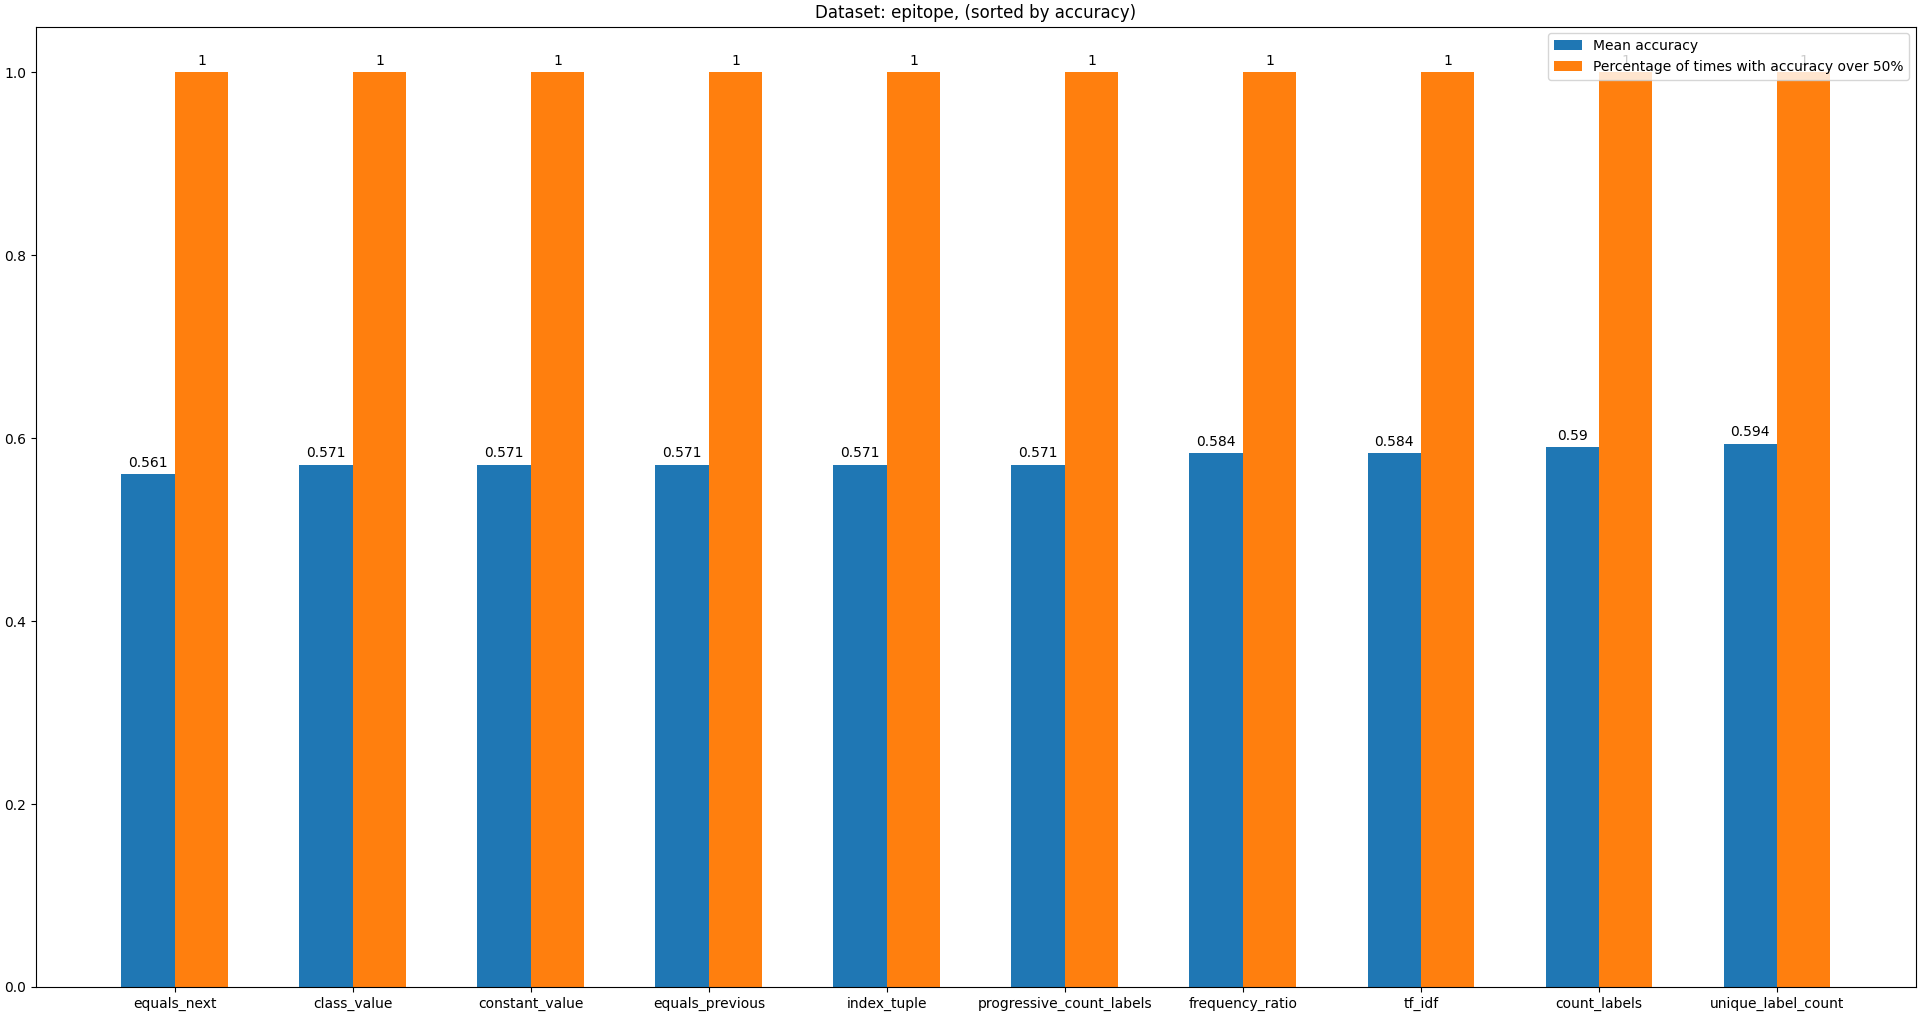 Dataset: epitope, (sorted by accuracy)
Mean accuracy
Percentage of times with accuracy over 50%
1 1 1 1 1 1 1 1 1 1
1.0
0.8
0.6
0.4
0.2
0.0
0.561 0.571 0.571 0.571 0.571 0.571 0.584 0.584 0.59 0.594
equals_next class_value constant_value equals_previous index_tuple progressive_count_labels frequency_ratio tf_idf count_labels unique_label_count